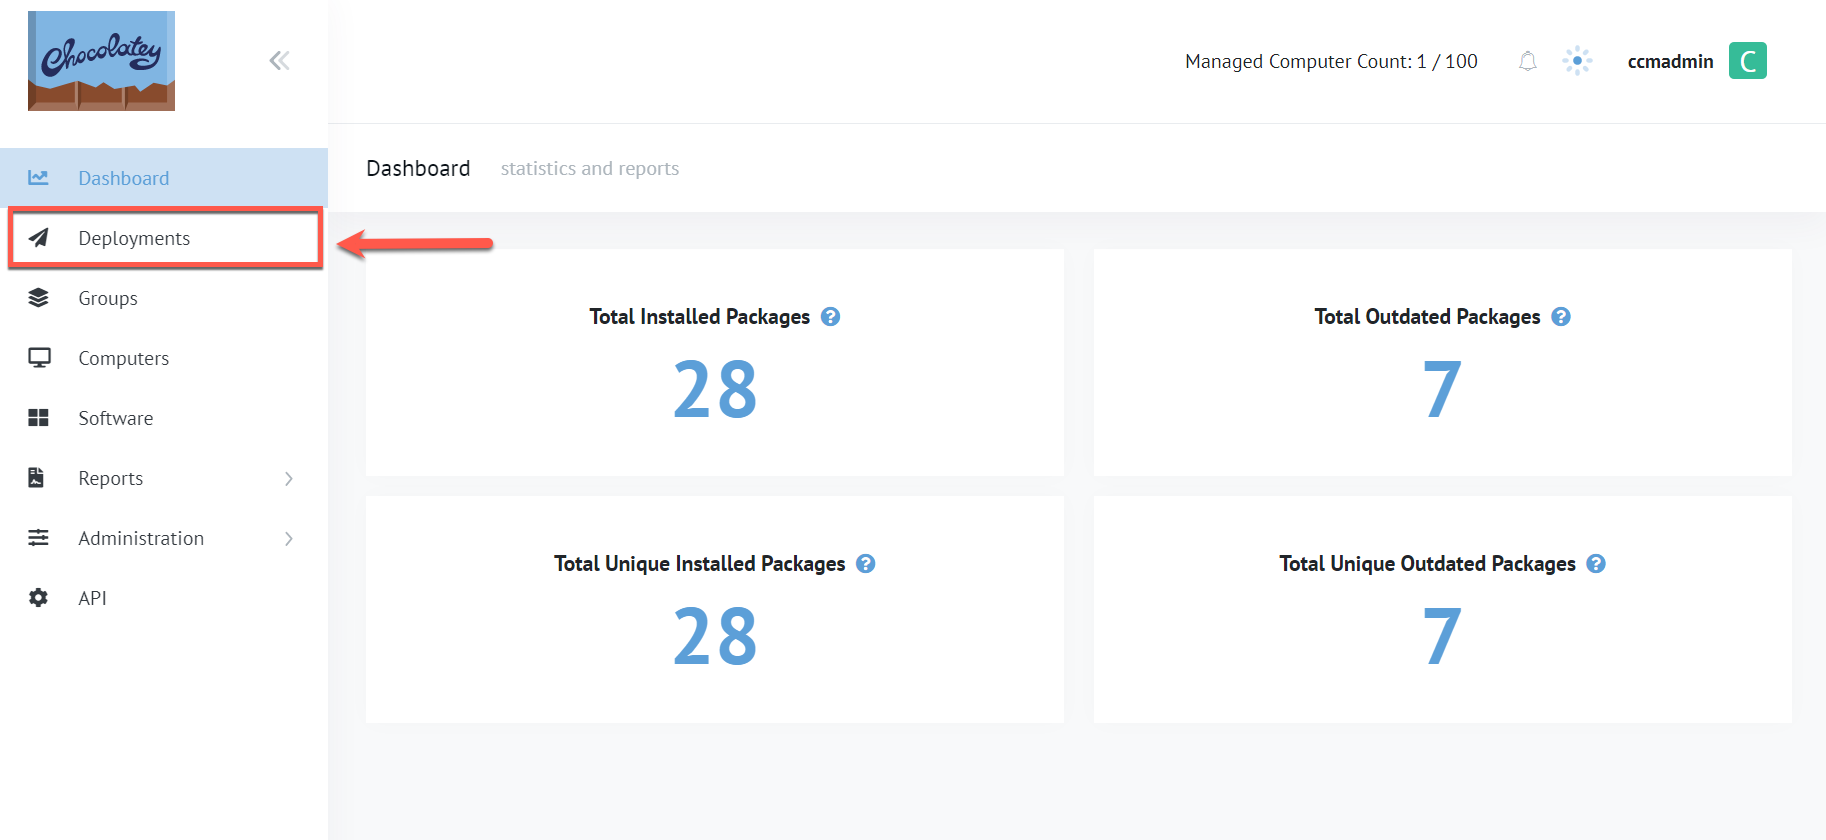 Chocolatey
Managed Computer Count: 1 / 100
ccmadmin
C
Dashboard
Deployments
Groups
Computers
Software
Reports
Administration
API
Dashboard statistics and reports
Total Installed Packages ?
28
Total Outdated Packages ?
7
Total Unique Installed Packages ?
28
Total Unique Outdated Packages ?
7